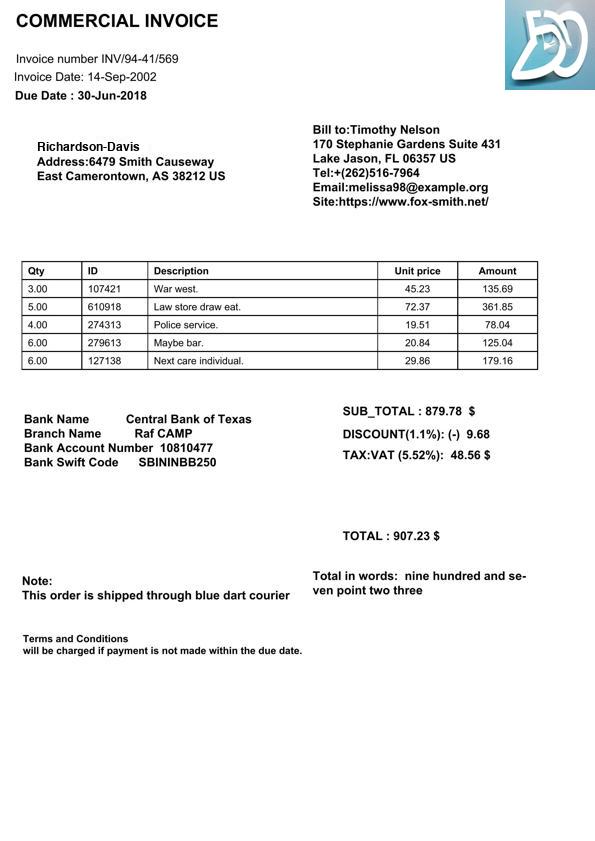 COMMERCIAL INVOICE
Invoice number INV/94-41/569
Invoice Date: 14-Sep-2002
Due Date : 30-Jun-2018
Richardson-Davis
Address:6479 Smith Causeway
East Camerontown, AS 38212 US
Bill to:Timothy Nelson
170 Stephanie Gardens Suite 431
Lake Jason, FL 06357 US
Tel:+(262)516-7964
Email:melissa98@example.org
Site:https://www.fox-smith.net/
Qty ID Description Unit price Amount
3.00 107421 War west. 45.23 135.69
5.00 610918 Law store draw eat. 72.37 361.85
4.00 274313 Police service. 19.51 78.04
6.00 279613 Maybe bar. 20.84 125.04
6.00 127138 Next care individual. 29.86 179.16
Bank Name Central Bank of Texas
Branch Name Raf CAMP
Bank Account Number 10810477
Bank Swift Code SBININBB250
SUB_TOTAL : 879.78 $
DISCOUNT(1.1%): (-) 9.68
TAX:VAT (5.52%): 48.56 $
TOTAL : 907.23 $
Total in words: nine hundred and se-
ven point two three
Note:
This order is shipped through blue dart courier
Terms and Conditions
will be charged if payment is not made within the due date.